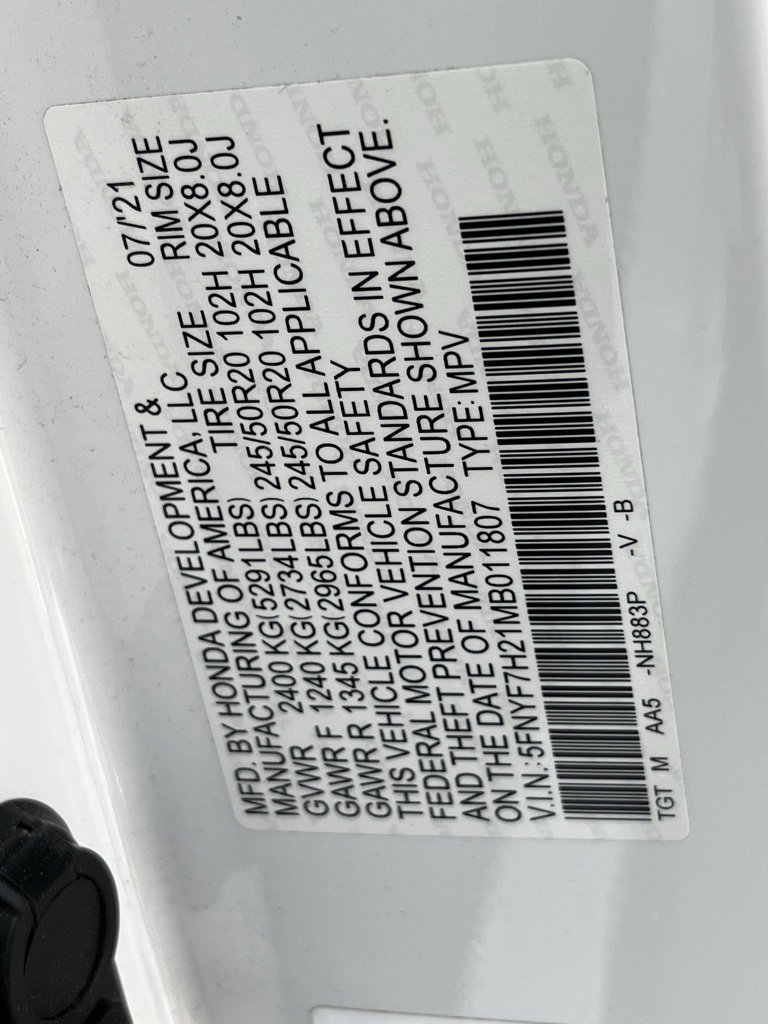 MFD. BY HONDA DEVELOPMENT & 07/'21
MANUFACTURING OF AMERICA, LLC
TIRE SIZE RIM SIZE
GVWR 2400 KG(5291LBS)
GAWR F 1240 KG(2734LBS) 245/50R20 102H 20X8.0J
GAWR R 1345 KG(2965LBS) 245/50R20 102H 20X8.0J
THIS VEHICLE CONFORMS TO ALL APPLICABLE
FEDERAL MOTOR VEHICLE SAFETY
AND THEFT PREVENTION STANDARDS IN EFFECT
ON THE DATE OF MANUFACTURE SHOWN ABOVE.
V.I.N.:5FNYF7H21MB011807 TYPE:MPV
TGT M AA5 -NH883P -V -B